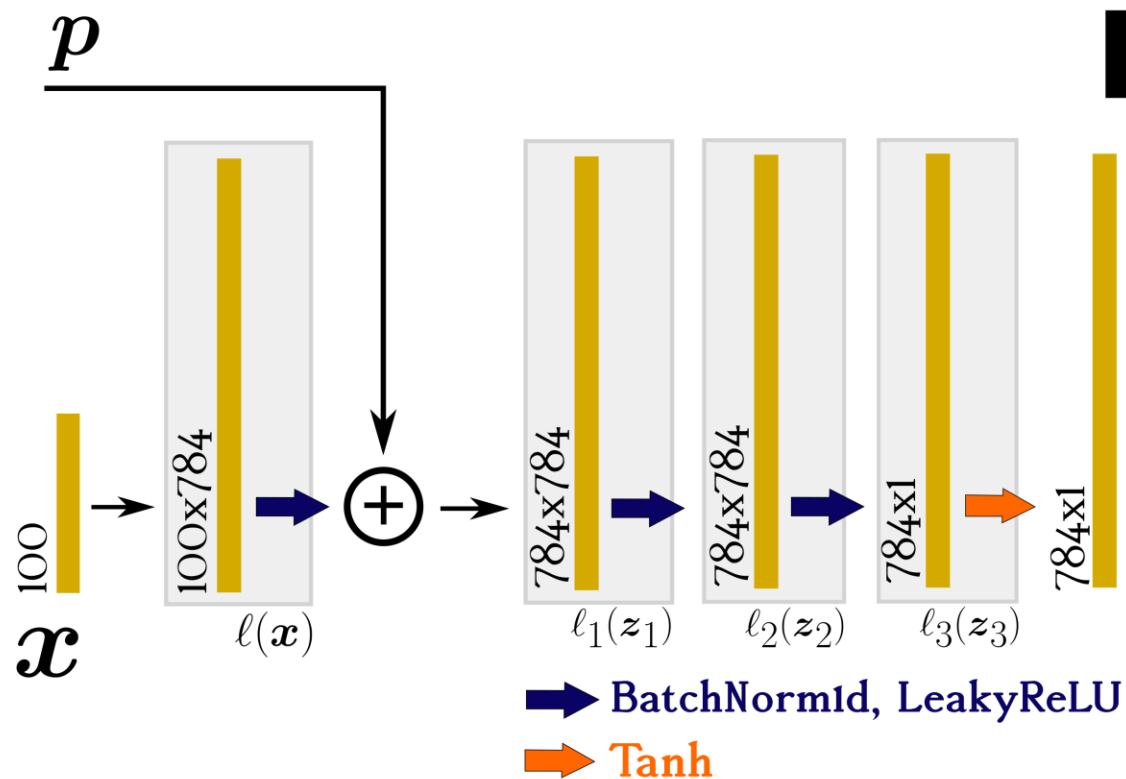 p
100
x
100x784
ℓ(x)
+
784x784
ℓ₁(z₁)
784x784
ℓ₂(z₂)
784x1
ℓ₃(z₃)
784x1
BatchNorm1d, LeakyReLU
Tanh